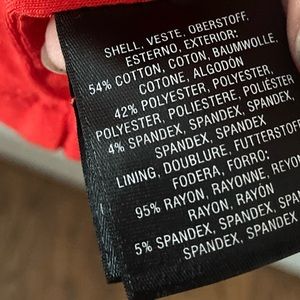 SHELL, VESTE, OBERSTOFF,
ESTERNO, EXTERIOR:
54% COTTON, COTON, BAUMWOLLE,
COTONE, ALGODÓN
42% POLYESTER, POLYESTER,
POLYESTER, POLIESTERE, POLIÉSTER
4% SPANDEX, SPANDEX,
SPANDEX, SPANDEX, SPANDEX
LINING, DOUBLURE, FUTTERSTOFF,
FODERA, FORRO:
95% RAYON, RAYONNE, REYON
RAYON, RAYÓN
5% SPANDEX, SPANDEX, SPANDEX
SPANDEX, SPANDEX